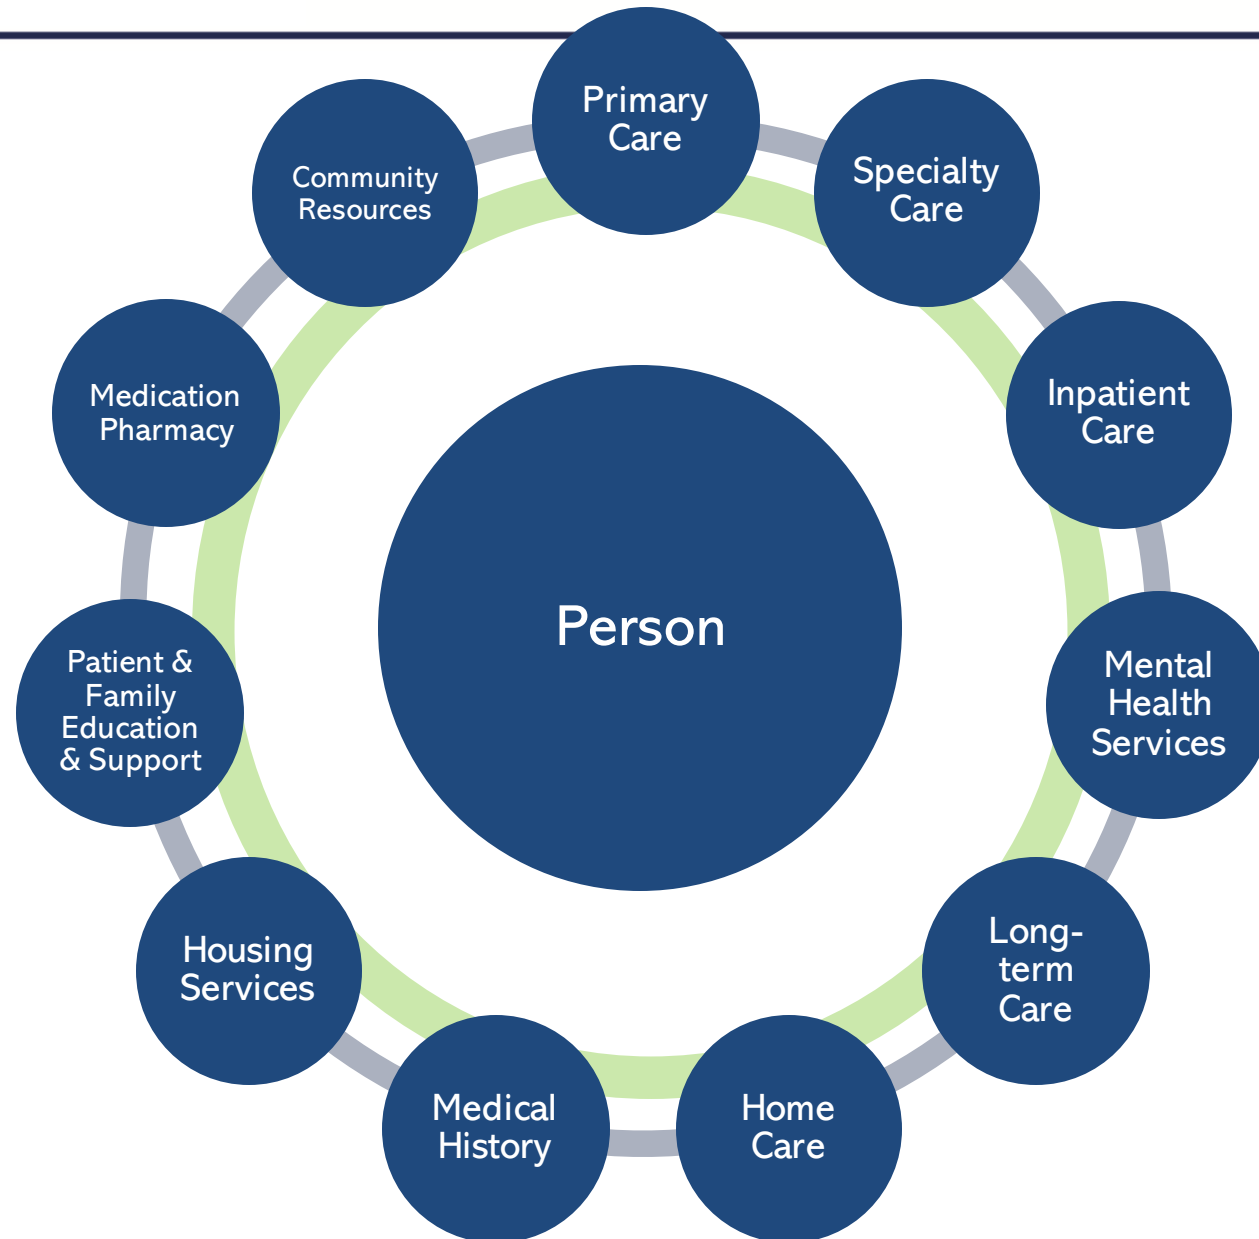 Primary
Care
Specialty
Care
Inpatient
Care
Mental
Health
Services
Long-
term
Care
Home
Care
Medical
History
Housing
Services
Patient &
Family
Education
& Support
Medication
Pharmacy
Community
Resources
Person